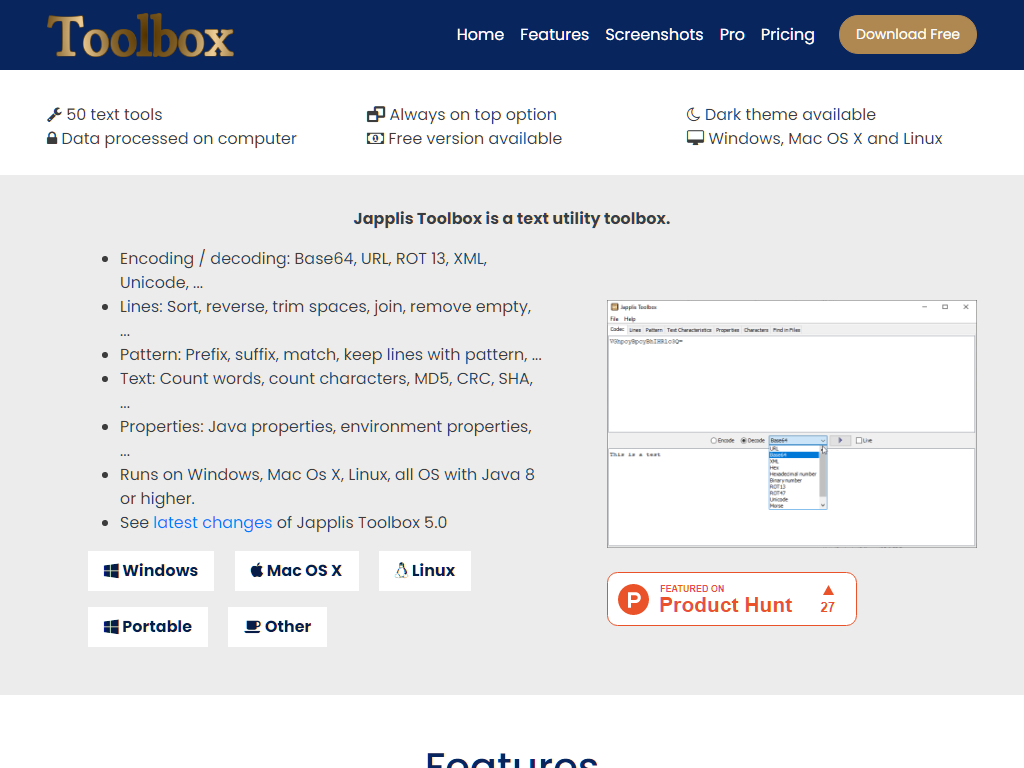 Toolbox
Home Features Screenshots Pro Pricing Download Free
50 text tools
Always on top option
Dark theme available
Data processed on computer
Free version available
Windows, Mac OS X and Linux
Japplis Toolbox is a text utility toolbox.
Encoding / decoding: Base64, URL, ROT 13, XML,
Unicode, ...
Lines: Sort, reverse, trim spaces, join, remove empty,
...
Pattern: Prefix, suffix, match, keep lines with pattern, ...
Text: Count words, count characters, MD5, CRC, SHA,
...
Properties: Java properties, environment properties,
...
Runs on Windows, Mac Os X, Linux, all OS with Java 8
or higher.
See latest changes of Japplis Toolbox 5.0
Windows
Mac OS X
Linux
Portable
Other
Japplis Toolbox
File Help
Codec Lines Pattern Text Characteristics Properties Characters Find in Files
Encode Decode Base64 Live
URL
Base64
XML
Hex
Hexadecimal number
Binary number
ROT13
ROT47
Unicode
Morse
This is a text
FEATURED ON
Product Hunt
27
Features